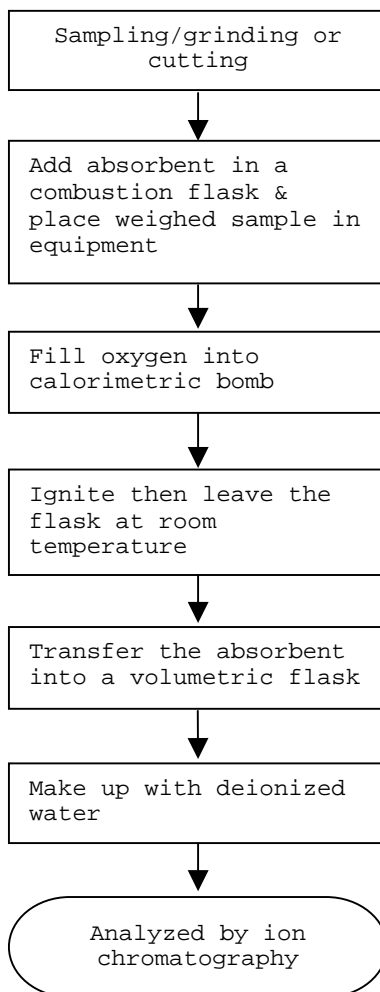 Sampling/grinding or
cutting
Add absorbent in a
combustion flask &
place weighed sample in
equipment
Fill oxygen into
calorimetric bomb
Ignite then leave the
flask at room
temperature
Transfer the absorbent
into a volumetric flask
Make up with deionized
water
Analyzed by ion
chromatography